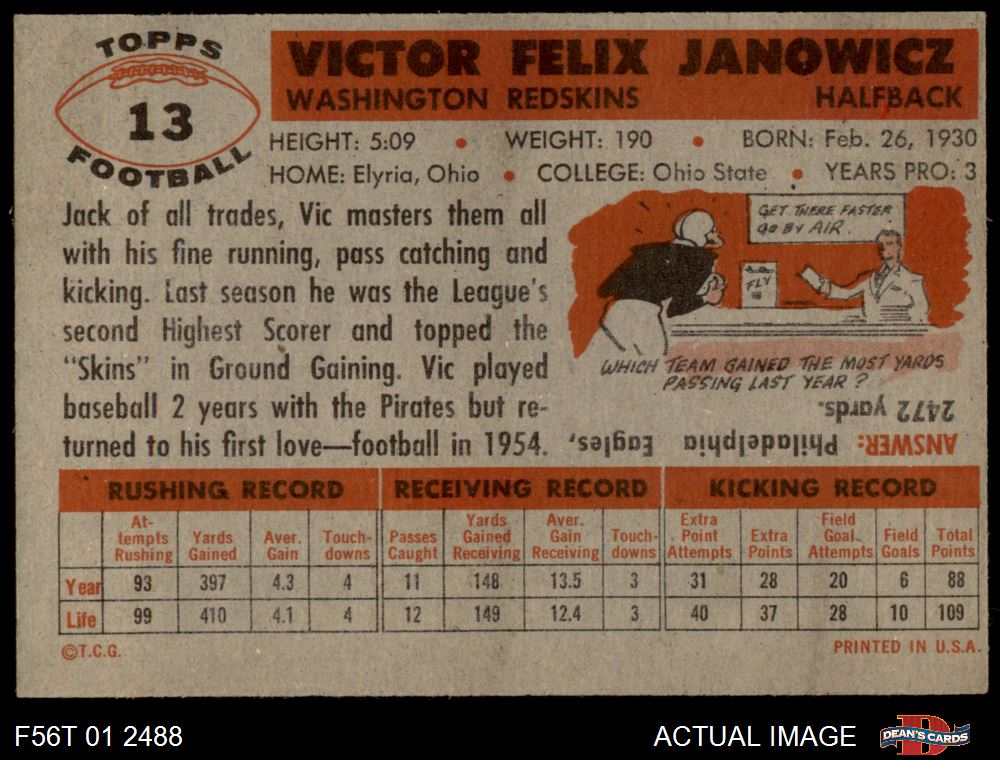 TOPPS
13
FOOTBALL
VICTOR FELIX JANOWICZ
WASHINGTON REDSKINS HALFBACK
HEIGHT: 5:09 • WEIGHT: 190 • BORN: Feb. 26, 1930
HOME: Elyria, Ohio • COLLEGE: Ohio State • YEARS PRO: 3
Jack of all trades, Vic masters them all
with his fine running, pass catching and
kicking. Last season he was the League's
second Highest Scorer and topped the
"Skins" in Ground Gaining. Vic played
baseball 2 years with the Pirates but re-
turned to his first love—football in 1954.
GET THERE FASTER
GO BY AIR.
FLY
WHICH TEAM GAINED THE MOST YARDS
PASSING LAST YEAR?
ANSWER: Philadelphia Eagles,
2472 yards.
RUSHING RECORD RECEIVING RECORD KICKING RECORD
At-tempts Rushing Yards Gained Aver. Gain Touch-downs Passes Caught Yards Gained Receiving Aver. Gain Receiving Touch-downs Extra Point Attempts Extra Points Field Goal Attempts Field Goals Total Points
Year 93 397 4.3 4 11 148 13.5 3 31 28 20 6 88
Life 99 410 4.1 4 12 149 12.4 3 40 37 28 10 109
©T.C.G. PRINTED IN U.S.A.
F56T 01 2488 ACTUAL IMAGE D DEAN'S CARDS